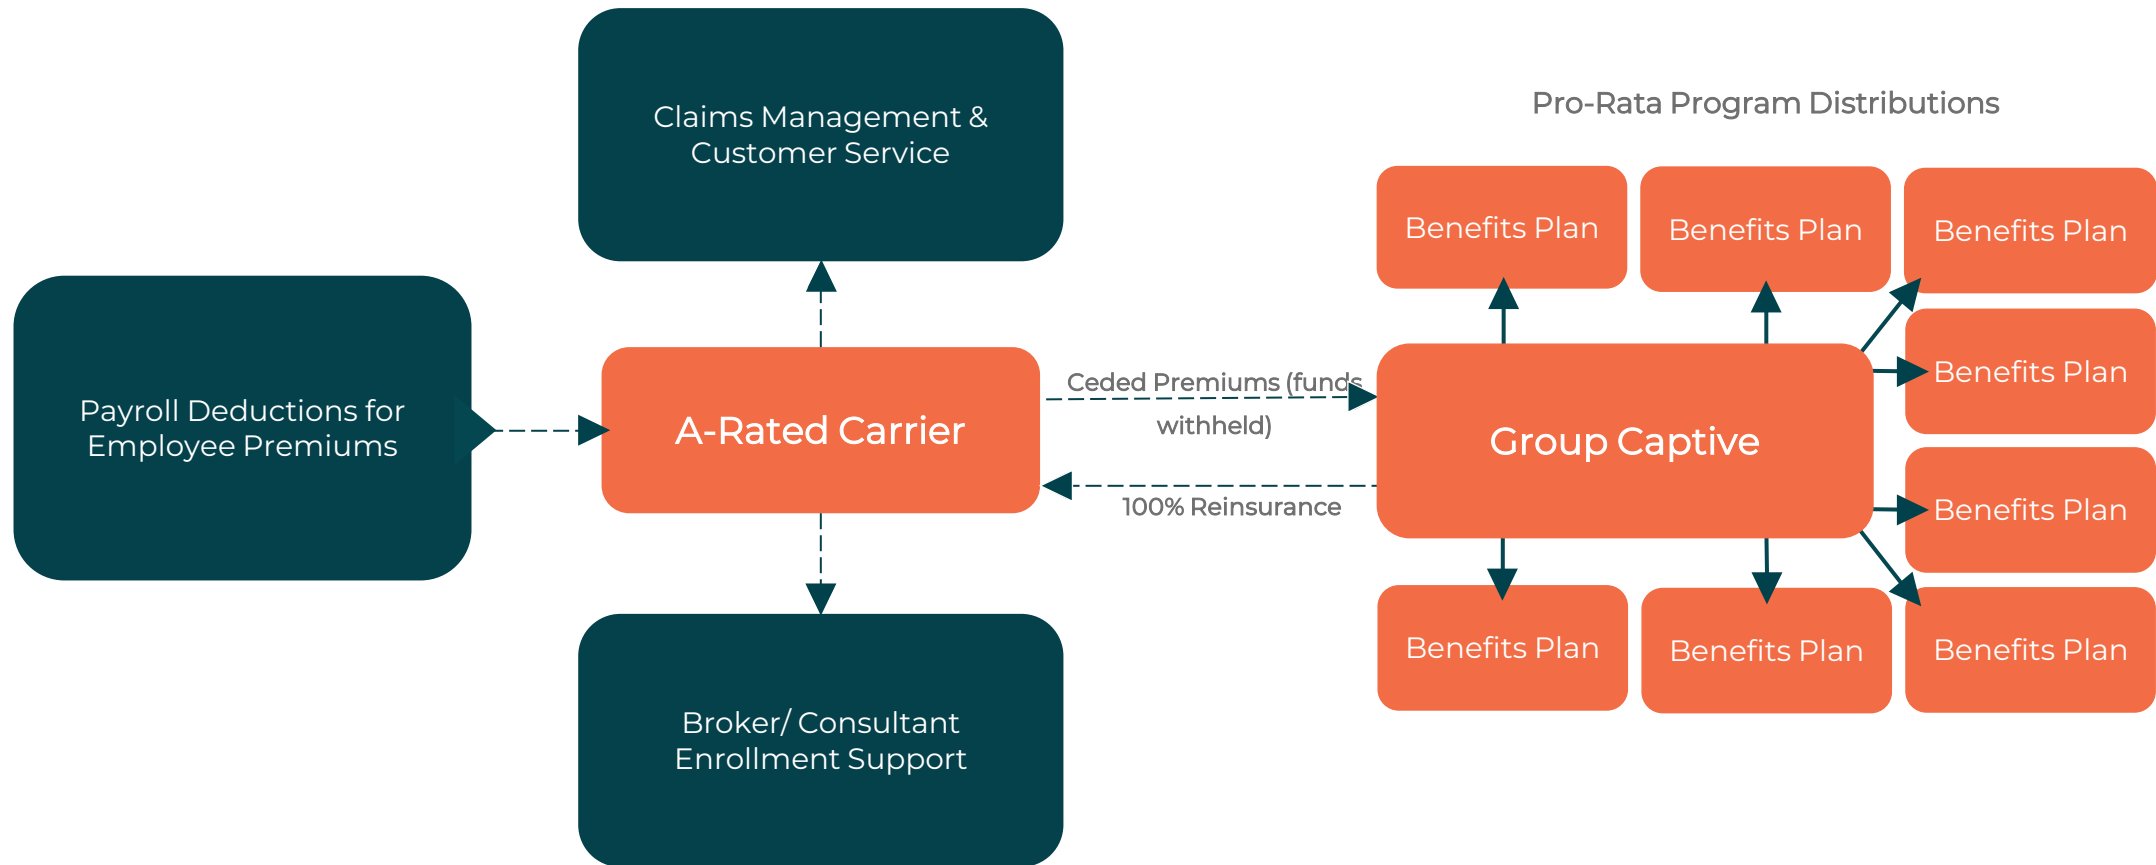 Claims Management &
Customer Service
Pro-Rata Program Distributions
Benefits Plan
Benefits Plan
Benefits Plan
Payroll Deductions for
Employee Premiums
A-Rated Carrier
Ceded Premiums (funds
withheld)
100% Reinsurance
Group Captive
Benefits Plan
Benefits Plan
Benefits Plan
Benefits Plan
Benefits Plan
Broker/ Consultant
Enrollment Support